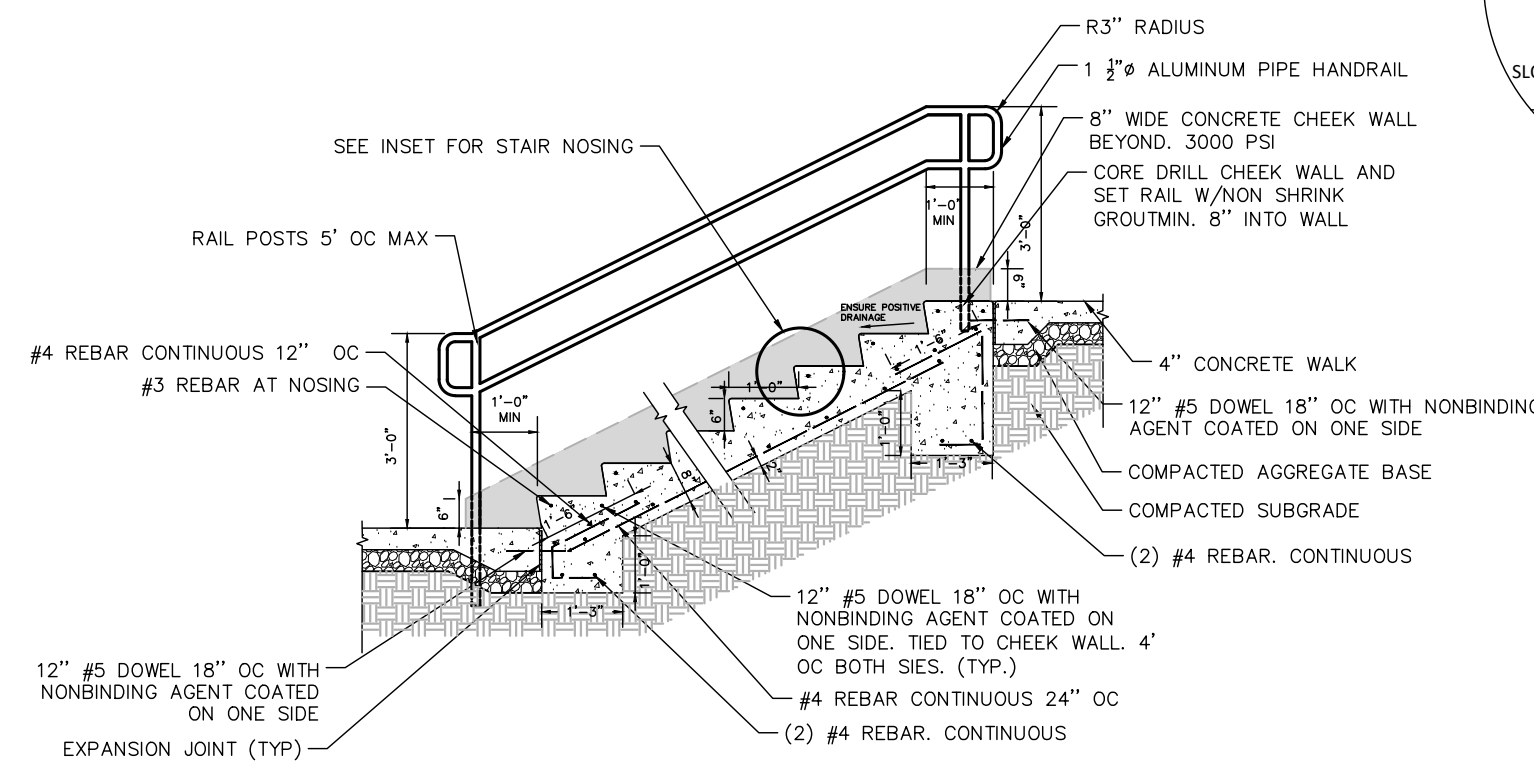 R3" RADIUS
1 1/2"Ø ALUMINUM PIPE HANDRAIL
SLO
8" WIDE CONCRETE CHEEK WALL
BEYOND. 3000 PSI
SEE INSET FOR STAIR NOSING
CORE DRILL CHEEK WALL AND
SET RAIL W/NON SHRINK
GROUTMIN. 8" INTO WALL
1'-0"
MIN
3'-0"
RAIL POSTS 5' OC MAX
6"
ENSURE POSITIVE
DRAINAGE
#4 REBAR CONTINUOUS 12" OC
#3 REBAR AT NOSING
1'-6"
4" CONCRETE WALK
1'-0"
1'-0"
MIN
6"
12" #5 DOWEL 18" OC WITH NONBINDING
AGENT COATED ON ONE SIDE
3'-0"
1'-0"
8"
2"
1'-3"
COMPACTED AGGREGATE BASE
6"
1'-6"
COMPACTED SUBGRADE
(2) #4 REBAR. CONTINUOUS
1'-0"
1'-3"
12" #5 DOWEL 18" OC WITH
NONBINDING AGENT COATED ON
ONE SIDE. TIED TO CHEEK WALL. 4'
OC BOTH SIES. (TYP.)
12" #5 DOWEL 18" OC WITH
NONBINDING AGENT COATED
ON ONE SIDE
#4 REBAR CONTINUOUS 24" OC
(2) #4 REBAR. CONTINUOUS
EXPANSION JOINT (TYP)